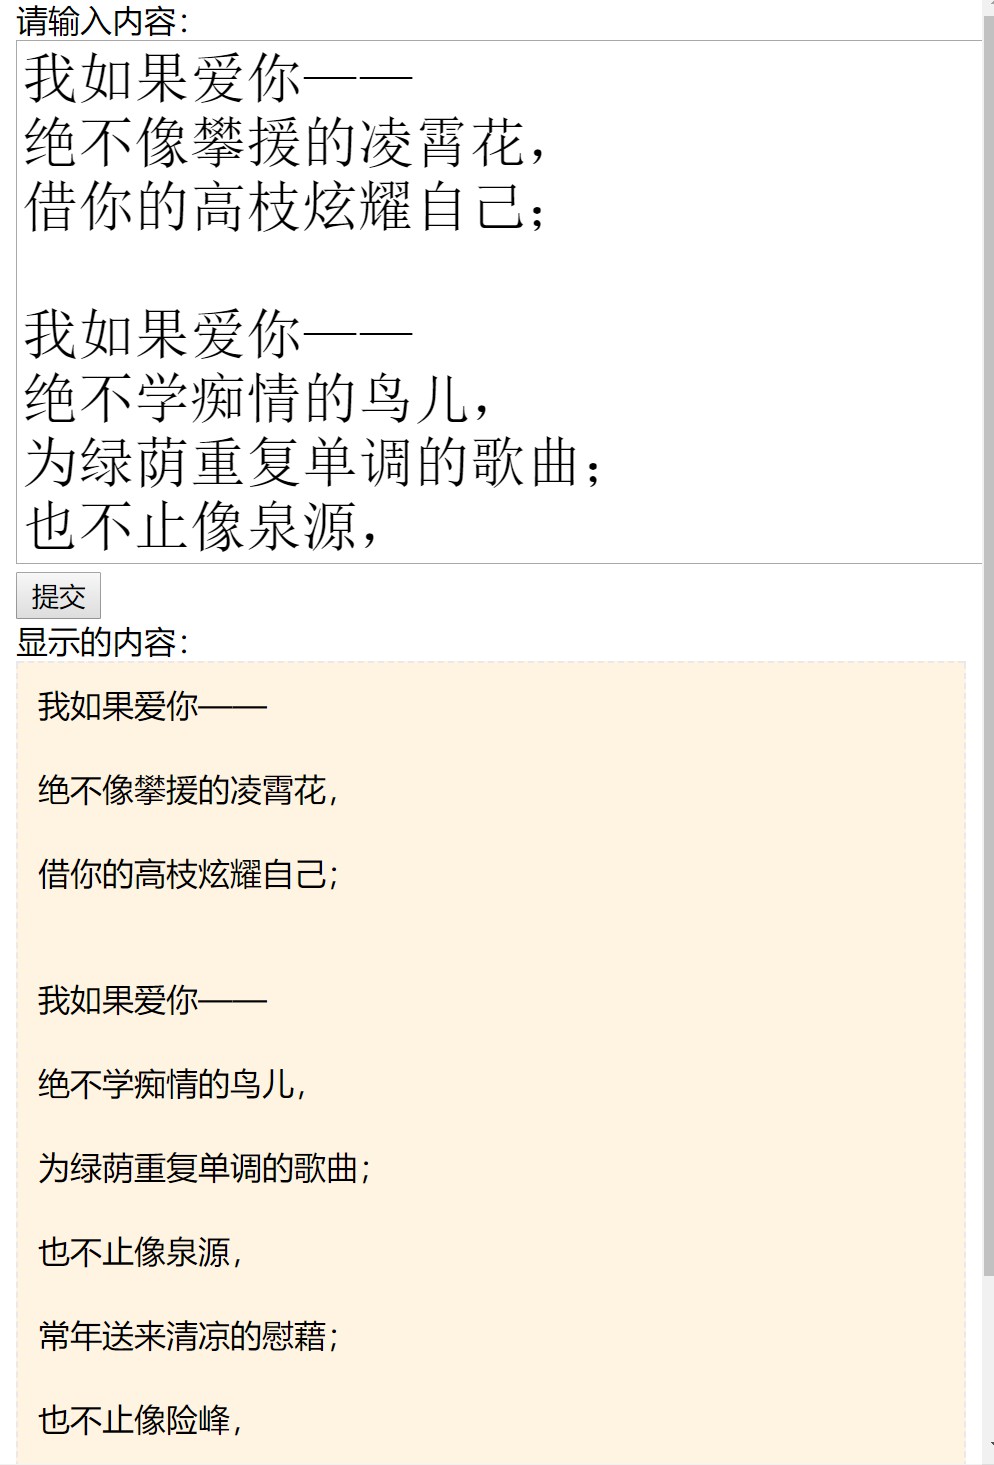 请输入内容：
我如果爱你——
绝不像攀援的凌霄花，
借你的高枝炫耀自己；

我如果爱你——
绝不学痴情的鸟儿，
为绿荫重复单调的歌曲；
也不止像泉源，
提交
显示的内容：
我如果爱你——
绝不像攀援的凌霄花，
借你的高枝炫耀自己；

我如果爱你——
绝不学痴情的鸟儿，
为绿荫重复单调的歌曲；
也不止像泉源，
常年送来清凉的慰藉；
也不止像险峰，